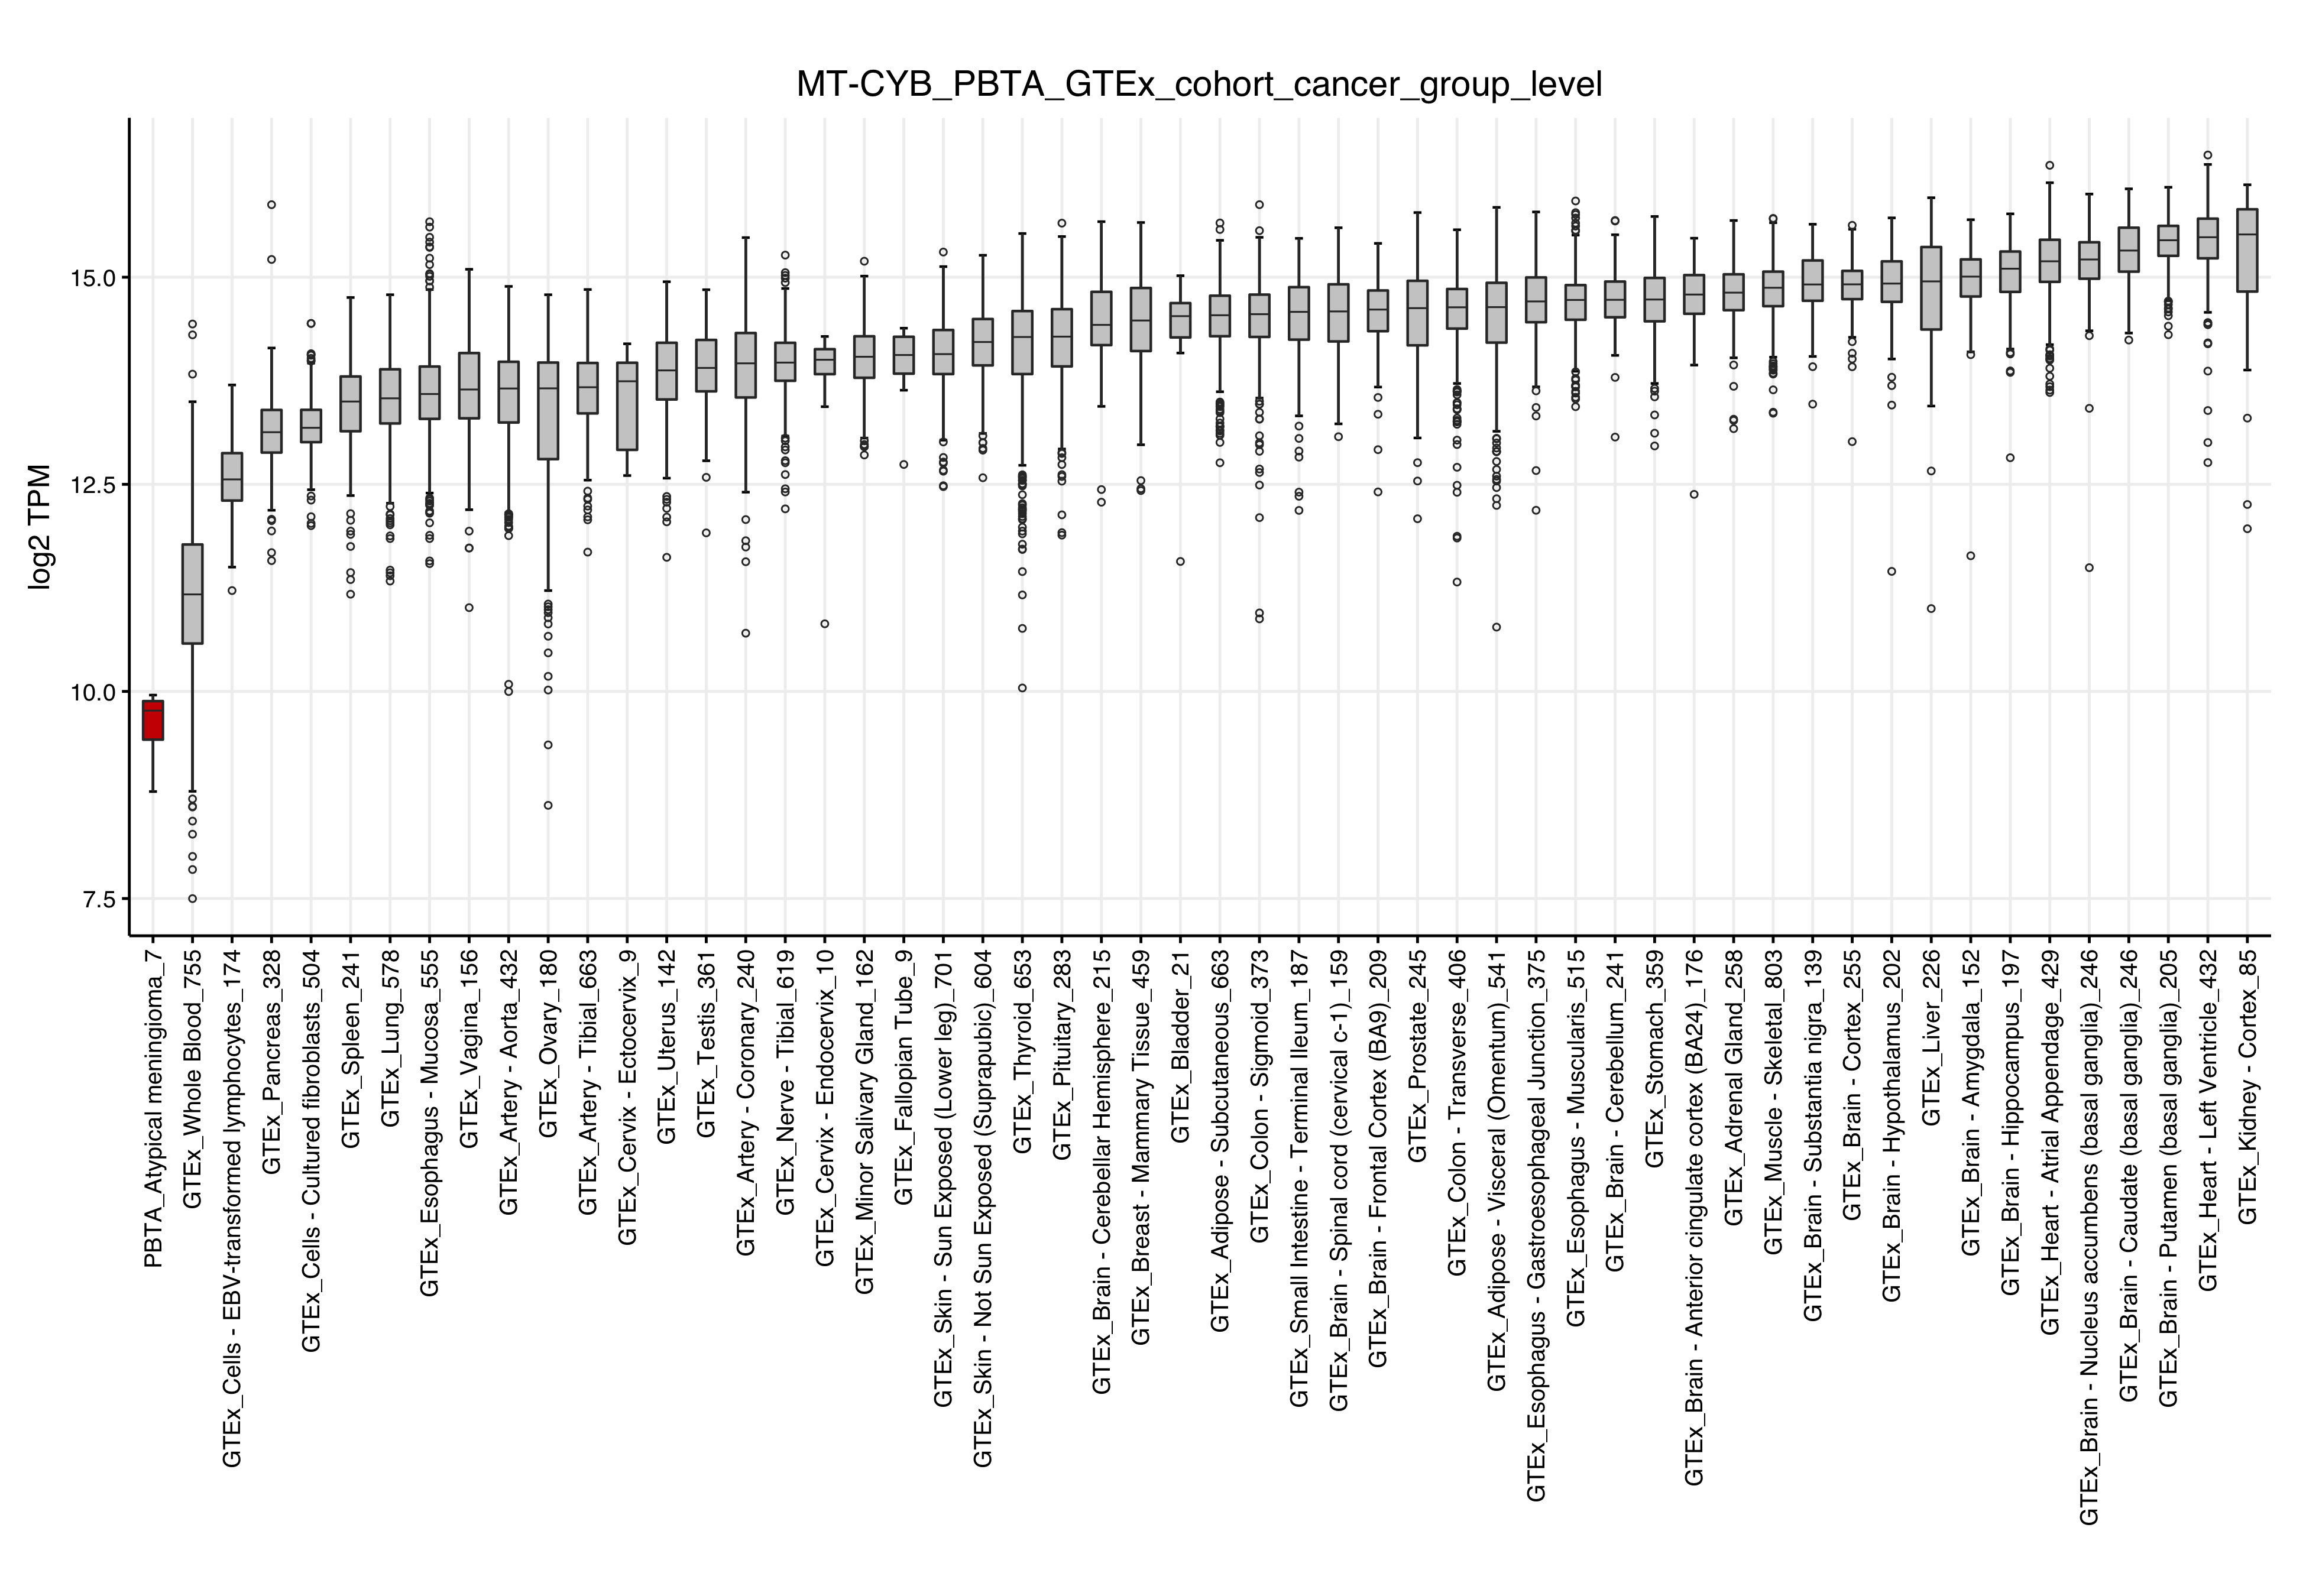 MT-CYB_PBTA_GTEx_cohort_cancer_group_level
log2 TPM
15.0
12.5
10.0
7.5
PBTA_Atypical meningioma_7
GTEx_Whole Blood_755
GTEx_Cells - EBV-transformed lymphocytes_174
GTEx_Pancreas_328
GTEx_Cells - Cultured fibroblasts_504
GTEx_Spleen_241
GTEx_Lung_578
GTEx_Esophagus - Mucosa_555
GTEx_Vagina_156
GTEx_Artery - Aorta_432
GTEx_Ovary_180
GTEx_Artery - Tibial_663
GTEx_Cervix - Ectocervix_9
GTEx_Uterus_142
GTEx_Testis_361
GTEx_Artery - Coronary_240
GTEx_Nerve - Tibial_619
GTEx_Cervix - Endocervix_10
GTEx_Minor Salivary Gland_162
GTEx_Fallopian Tube_9
GTEx_Skin - Sun Exposed (Lower leg)_701
GTEx_Skin - Not Sun Exposed (Suprapubic)_604
GTEx_Thyroid_653
GTEx_Pituitary_283
GTEx_Brain - Cerebellar Hemisphere_215
GTEx_Breast - Mammary Tissue_459
GTEx_Bladder_21
GTEx_Adipose - Subcutaneous_663
GTEx_Colon - Sigmoid_373
GTEx_Small Intestine - Terminal Ileum_187
GTEx_Brain - Spinal cord (cervical c-1)_159
GTEx_Brain - Frontal Cortex (BA9)_209
GTEx_Prostate_245
GTEx_Colon - Transverse_406
GTEx_Adipose - Visceral (Omentum)_541
GTEx_Esophagus - Gastroesophageal Junction_375
GTEx_Esophagus - Muscularis_515
GTEx_Brain - Cerebellum_241
GTEx_Stomach_359
GTEx_Brain - Anterior cingulate cortex (BA24)_176
GTEx_Adrenal Gland_258
GTEx_Muscle - Skeletal_803
GTEx_Brain - Substantia nigra_139
GTEx_Brain - Cortex_255
GTEx_Brain - Hypothalamus_202
GTEx_Liver_226
GTEx_Brain - Amygdala_152
GTEx_Brain - Hippocampus_197
GTEx_Heart - Atrial Appendage_429
GTEx_Brain - Nucleus accumbens (basal ganglia)_246
GTEx_Brain - Caudate (basal ganglia)_246
GTEx_Brain - Putamen (basal ganglia)_205
GTEx_Heart - Left Ventricle_432
GTEx_Kidney - Cortex_85